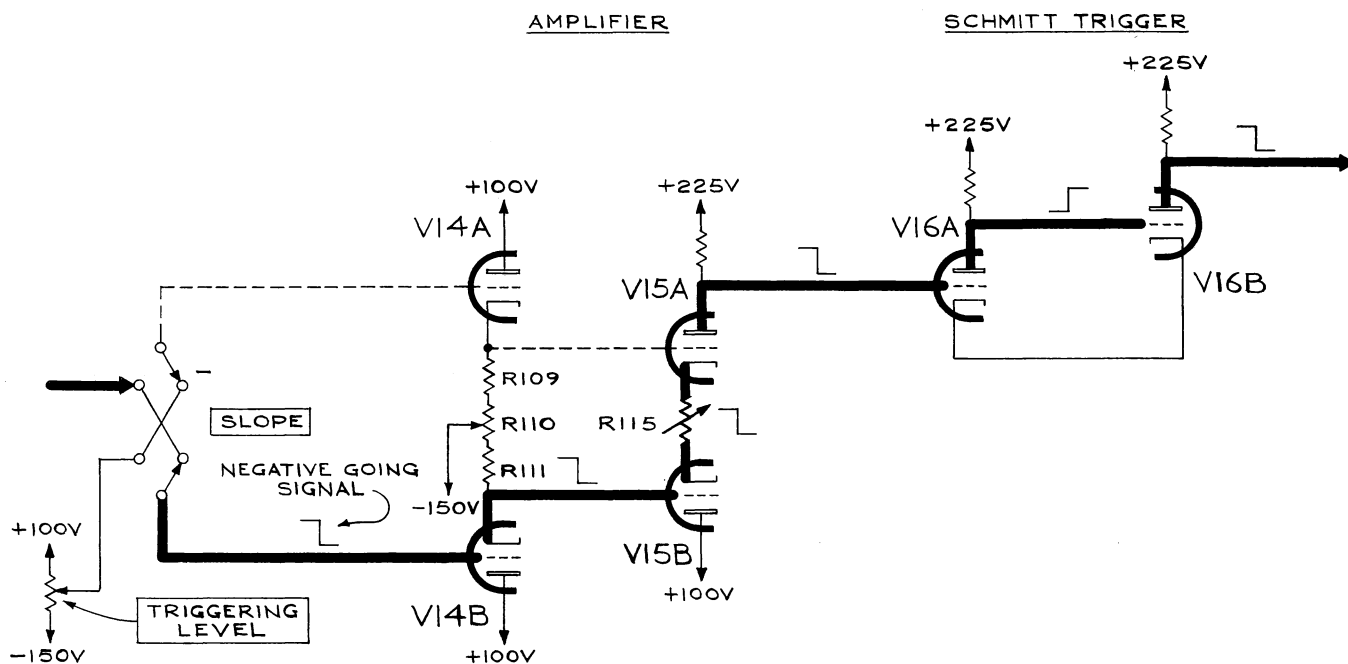 AMPLIFIER
SCHMITT TRIGGER
+225V
+225V
+100V
+225V
V14A
V16A
V15A
V16B
R109
–
SLOPE
R110
R115
NEGATIVE GOING
SIGNAL
R111
-150V
+100V
V15B
+100V
TRIGGERING
LEVEL
V14B
-150V
+100V